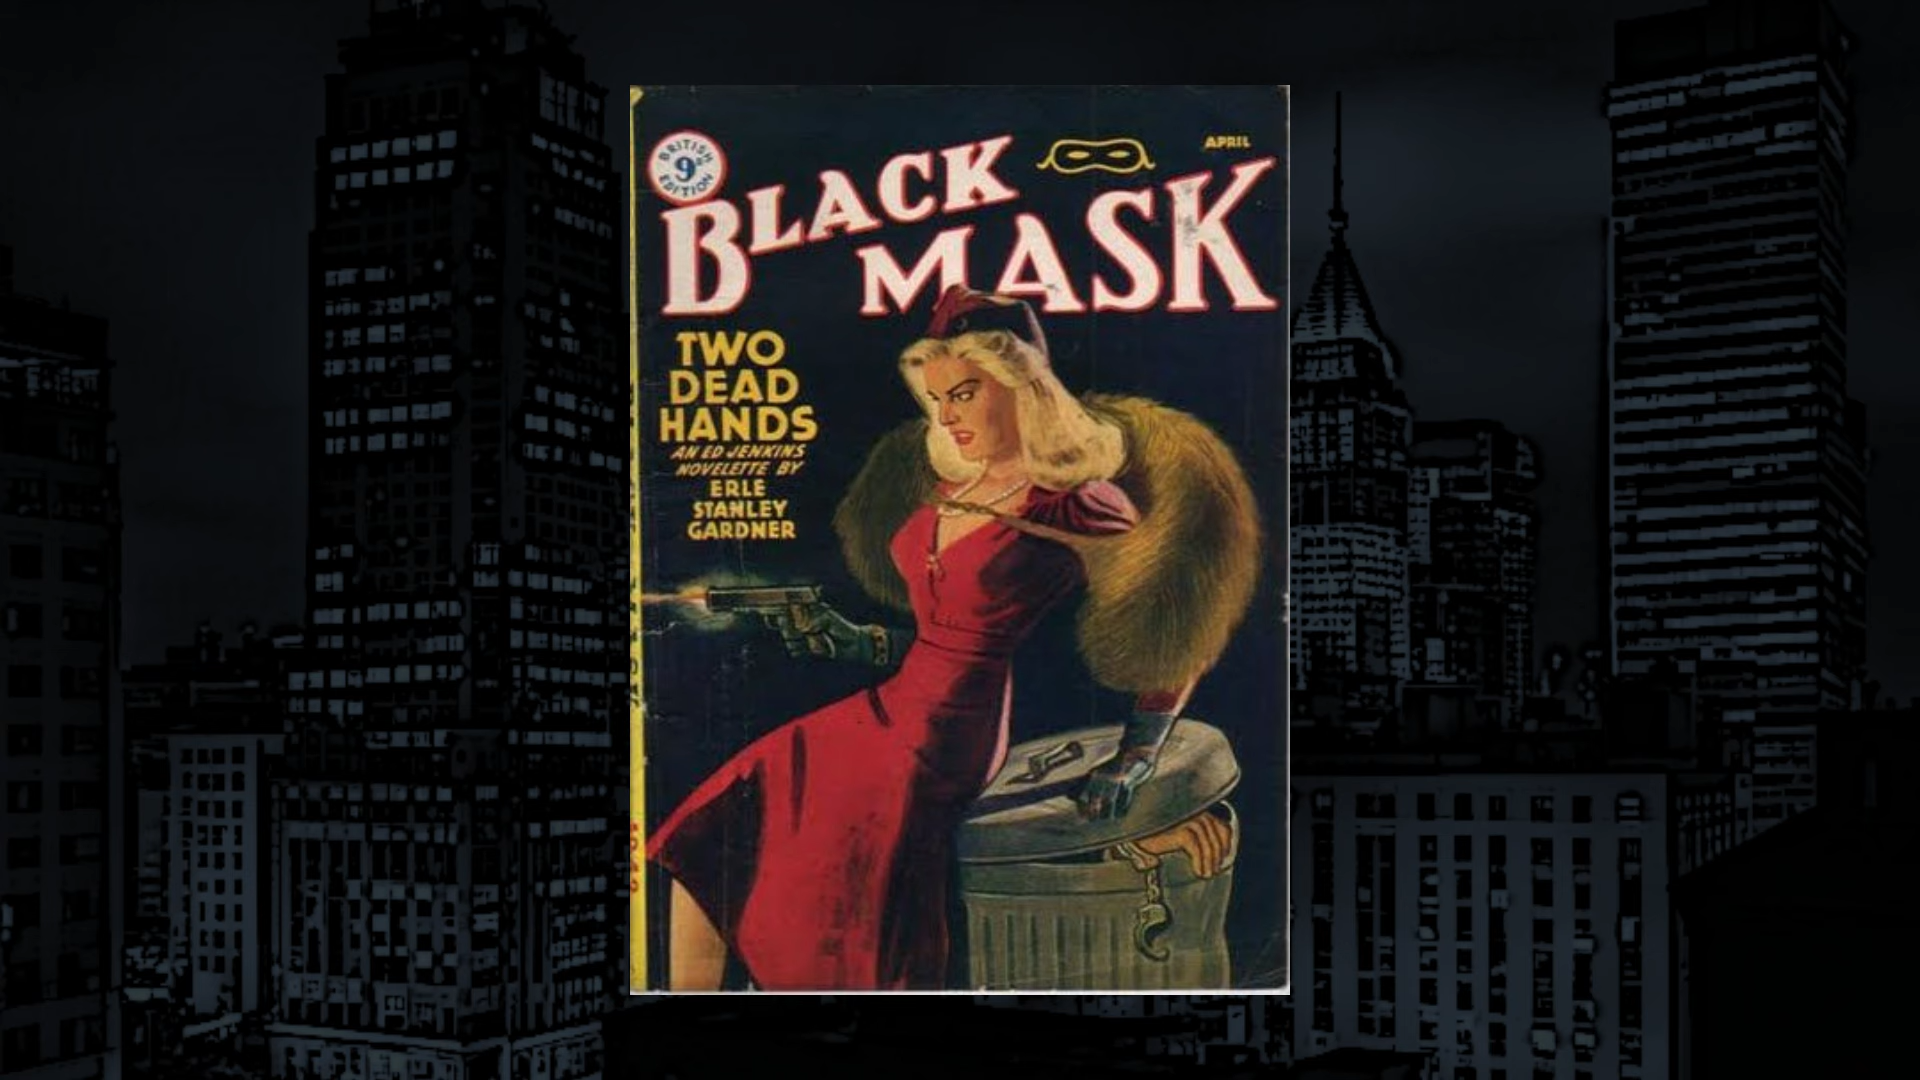 BRITISH
9ᴰ
EDITION
APRIL
BLACK
MASK
TWO
DEAD
HANDS
AN ED JENKINS
NOVELETTE BY
ERLE
STANLEY
GARDNER